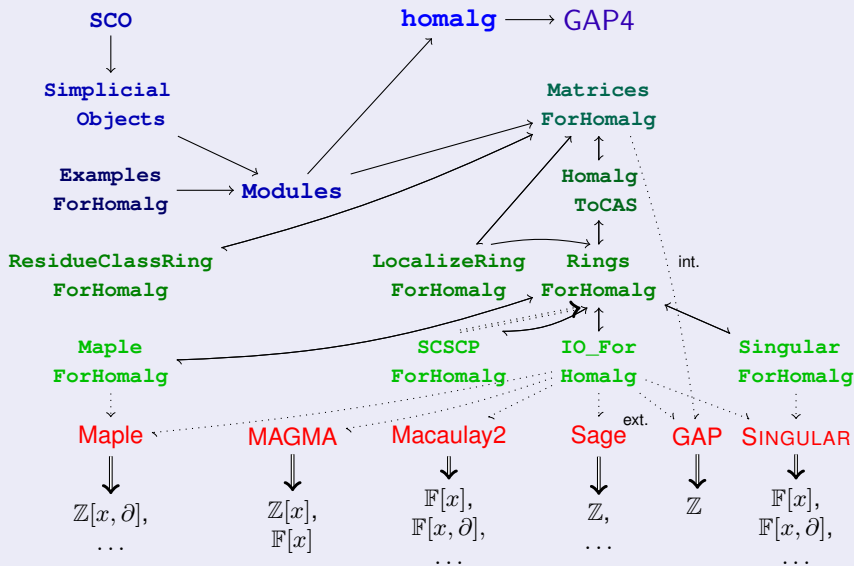 SCO
homalg
GAP4
Simplicial
Objects
Matrices
ForHomalg
Examples
ForHomalg
Modules
Homalg
ToCAS
ResidueClassRing
ForHomalg
LocalizeRing
ForHomalg
Rings
ForHomalg
int.
Maple
ForHomalg
SCSCP
ForHomalg
IO_For
Homalg
Singular
ForHomalg
ext.
Maple
MAGMA
Macaulay2
Sage
GAP
SINGULAR
ℤ[x, ∂],
...
ℤ[x],
𝔽[x]
𝔽[x],
𝔽[x, ∂],
...
ℤ,
...
ℤ
𝔽[x],
𝔽[x, ∂],
...